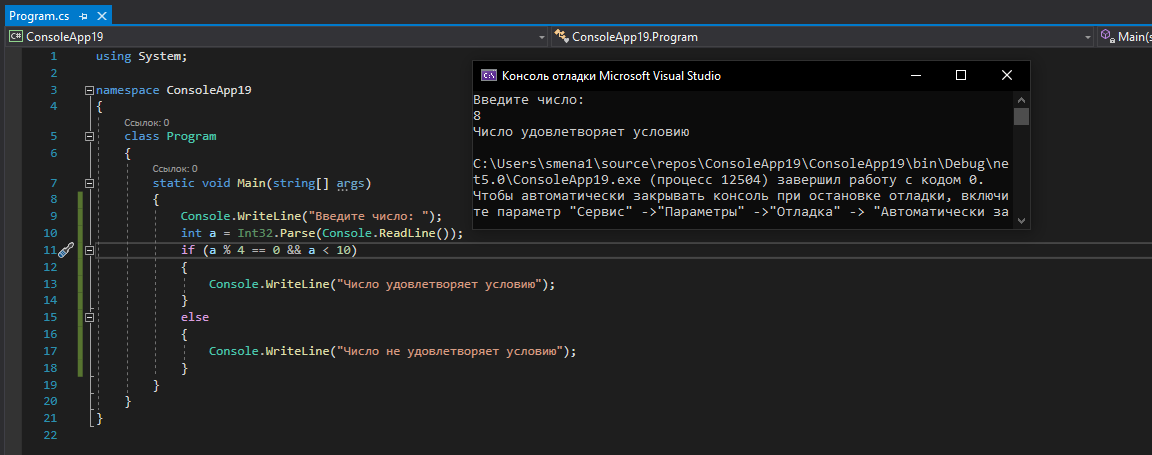 Program.cs
ConsoleApp19
ConsoleApp19.Program
Main(s
1 using System;
2
3 namespace ConsoleApp19
4 {
Ссылок: 0
5 class Program
6 {
Ссылок: 0
7 static void Main(string[] args)
8 {
9 Console.WriteLine("Введите число: ");
10 int a = Int32.Parse(Console.ReadLine());
11 if (a % 4 == 0 && a < 10)
12 {
13 Console.WriteLine("Число удовлетворяет условию");
14 }
15 else
16 {
17 Console.WriteLine("Число не удовлетворяет условию");
18 }
19 }
20 }
21 }
22
Консоль отладки Microsoft Visual Studio
Введите число:
8
Число удовлетворяет условию
C:\Users\smena1\source\repos\ConsoleApp19\ConsoleApp19\bin\Debug\ne
t5.0\ConsoleApp19.exe (процесс 12504) завершил работу с кодом 0.
Чтобы автоматически закрывать консоль при остановке отладки, включи
те параметр "Сервис" ->"Параметры" ->"Отладка" -> "Автоматически за